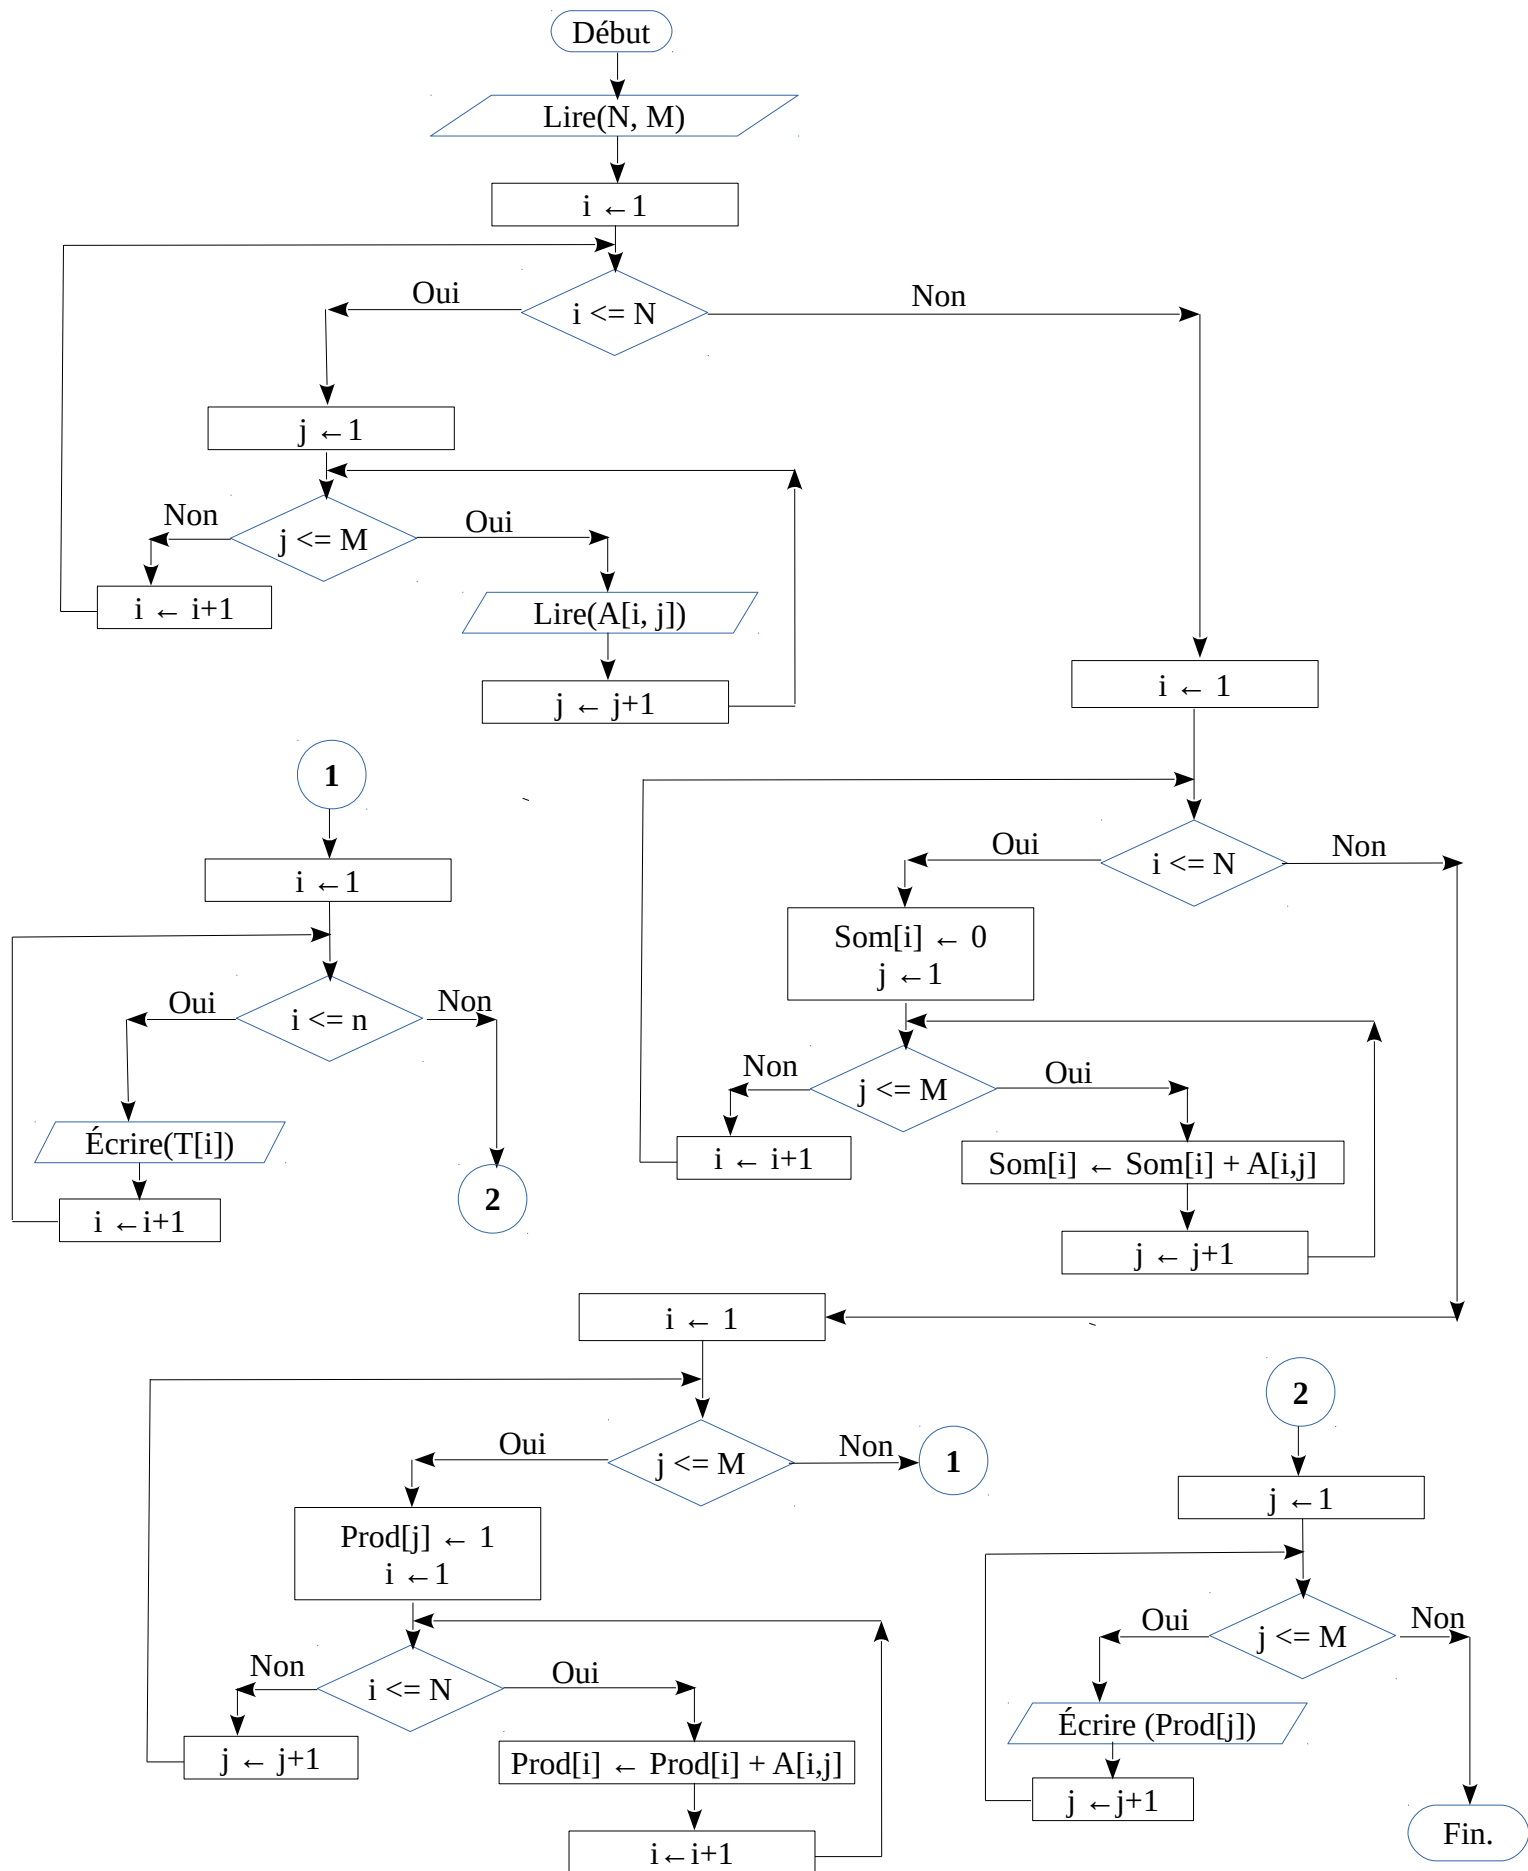 Début
Lire(N, M)
i ←1
i <= N
Oui
Non
j ←1
j <= M
Non
Oui
i ← i+1
Lire(A[i, j])
j ← j+1
i ← 1
i <= N
Oui
Non
Som[i] ← 0
j ←1
j <= M
Non
Oui
i ← i+1
Som[i] ← Som[i] + A[i,j]
j ← j+1
i ← 1
j <= M
Oui
Non
1
Prod[j] ← 1
i ←1
i <= N
Non
Oui
j ← j+1
Prod[i] ← Prod[i] + A[i,j]
i←i+1
1
i ←1
i <= n
Oui
Non
Écrire(T[i])
i ←i+1
2
2
j ←1
j <= M
Oui
Non
Écrire (Prod[j])
j ←j+1
Fin.